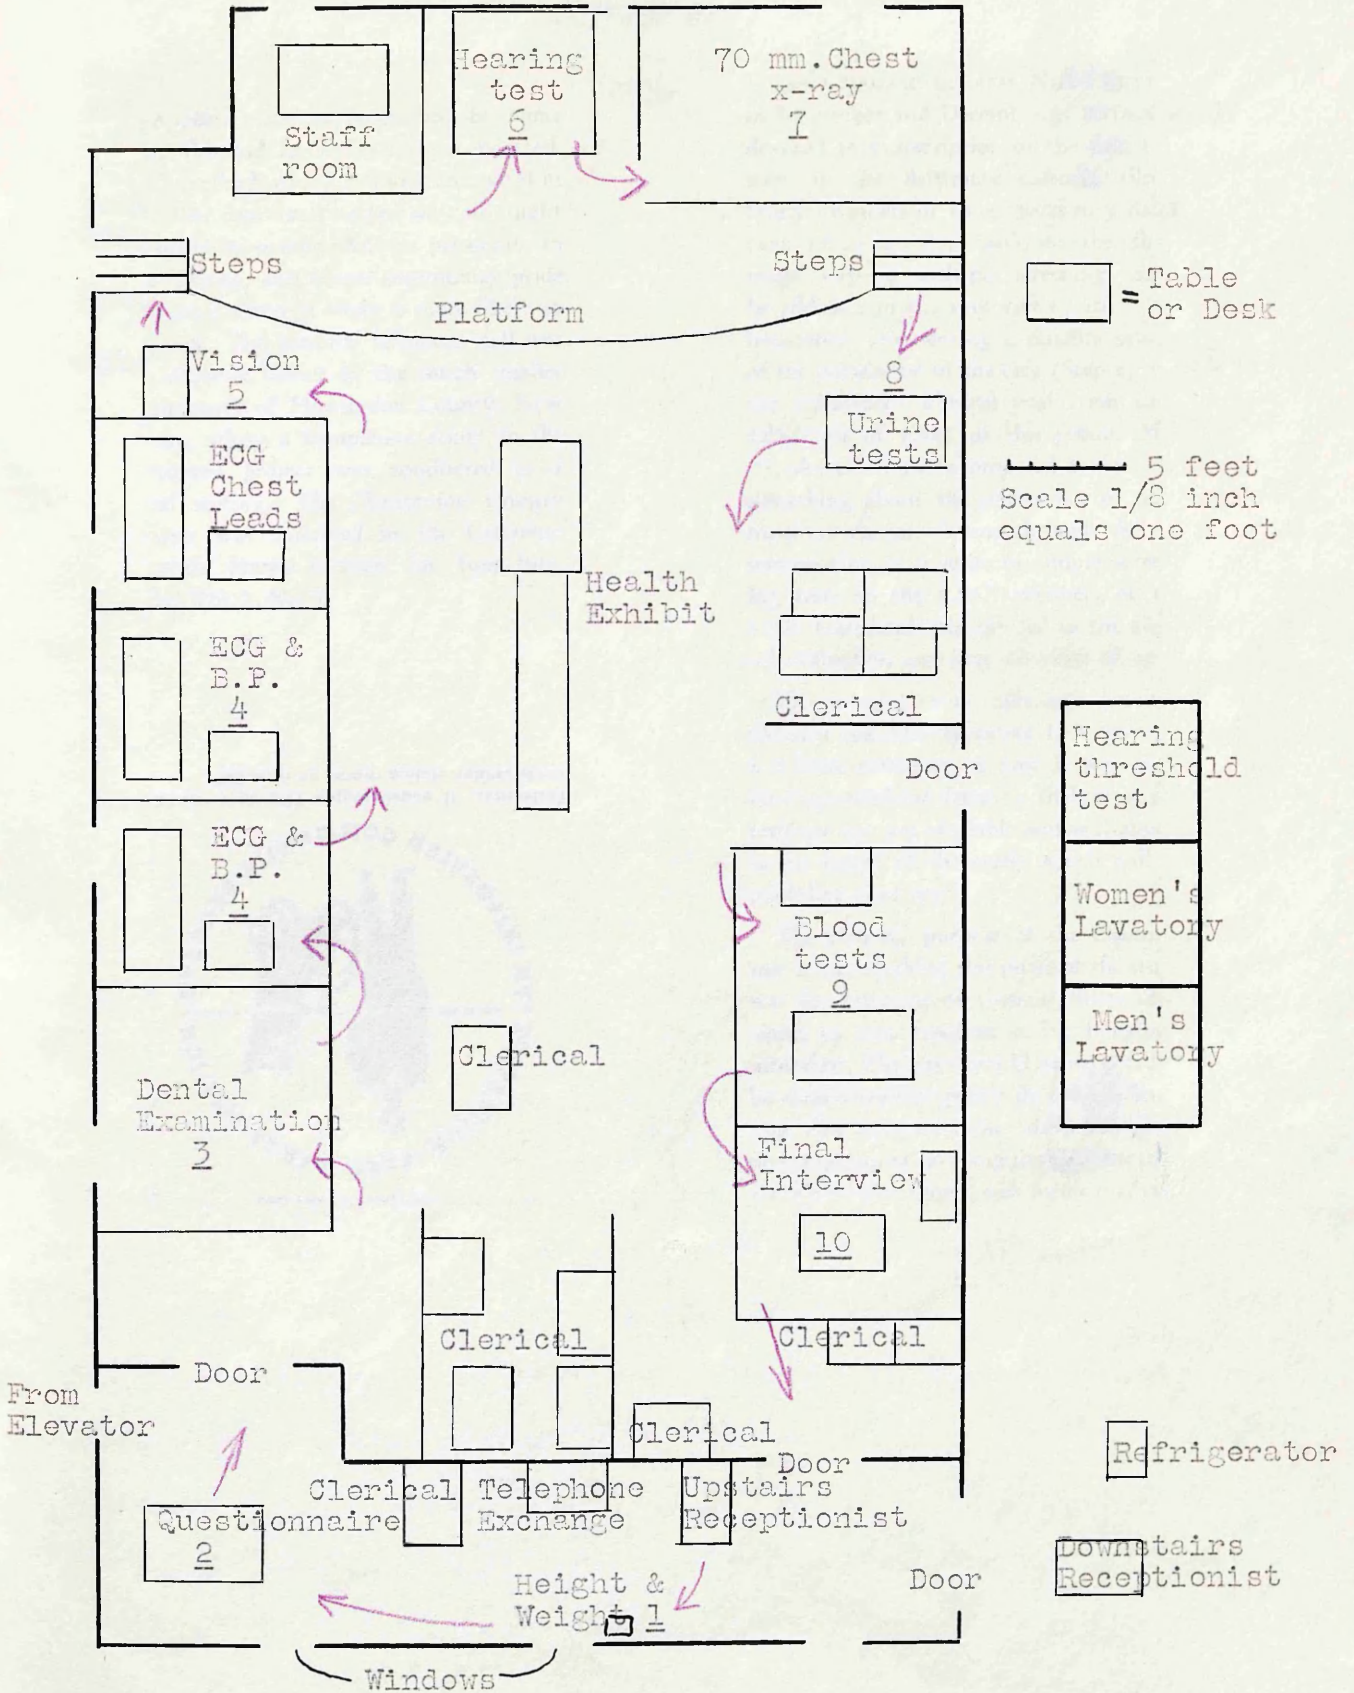 Hearing
test
6
70 mm.Chest
x-ray
7
Staff
room
Steps
Steps
Platform
= Table
or Desk
Vision
5
8
Urine
tests
ECG
Chest
Leads
5 feet
Scale 1/8 inch
equals one foot
Health
Exhibit
ECG &
B.P.
4
Clerical
Door
Hearing
threshold
test
ECG &
B.P.
4
Women's
Lavatory
Blood
tests
9
Men's
Lavatory
Clerical
Dental
Examination
3
Final
Interview
10
Clerical
Clerical
Door
From
Elevator
Clerical
Door
Refrigerator
Clerical
Telephone
Exchange
Upstairs
Receptionist
Questionnaire
2
Downstairs
Receptionist
Height &
Weight 1
Door
Windows